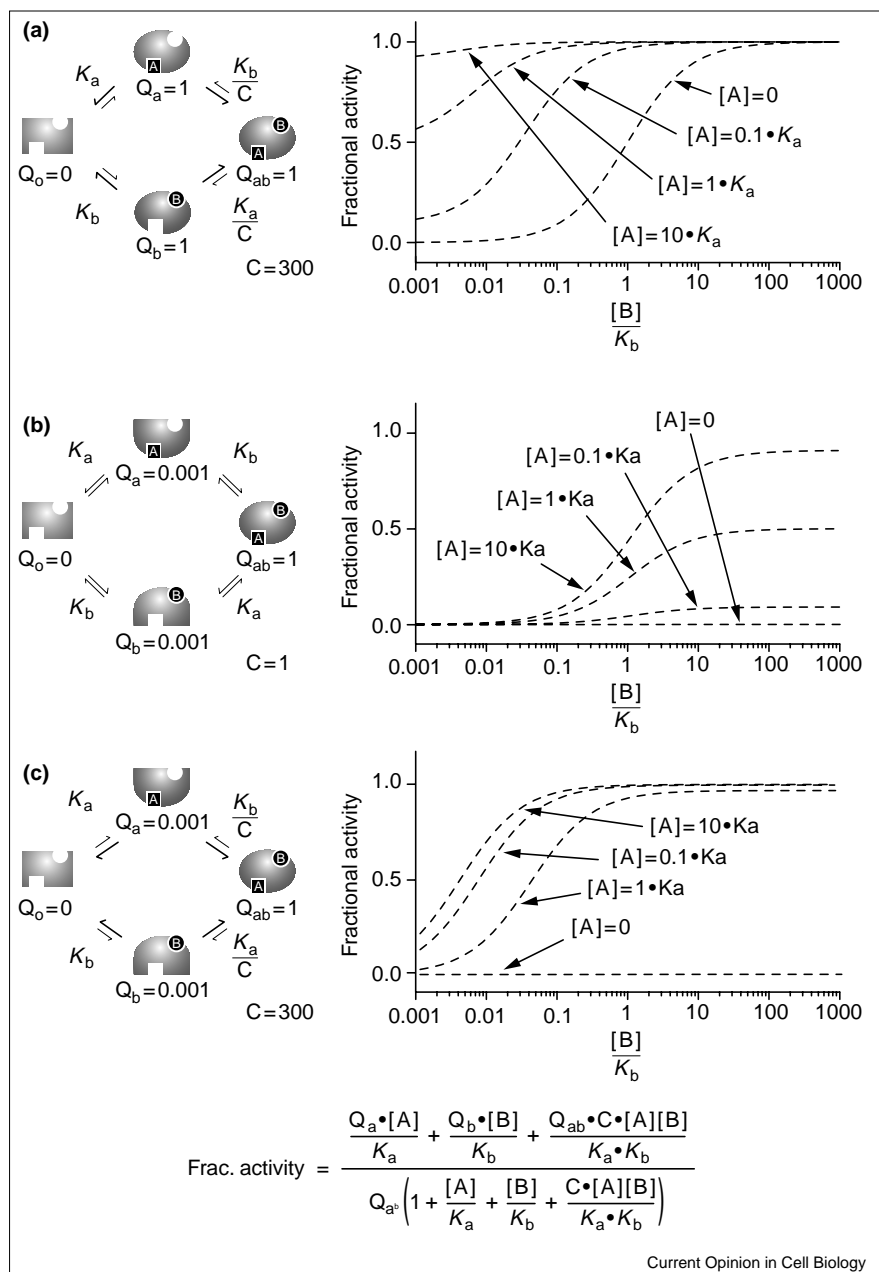 (a)
A
Q_a=1
K_a
K_b/C
Q_o=0
B
A
Q_ab=1
K_b
B
Q_b=1
K_a/C
C=300
Fractional activity
1.0
0.5
0.0
[A]=0
[A]=0.1•K_a
[A]=1•K_a
[A]=10•K_a
0.001 0.01 0.1 1 10 100 1000
[B]/K_b
(b)
A
Q_a=0.001
K_a
K_b
Q_o=0
B
A
Q_ab=1
K_b
B
Q_b=0.001
K_a
C=1
Fractional activity
1.0
0.5
0.0
[A]=0
[A]=0.1•Ka
[A]=1•Ka
[A]=10•Ka
0.001 0.01 0.1 1 10 100 1000
[B]/K_b
(c)
A
Q_a=0.001
K_a
K_b/C
Q_o=0
B
A
Q_ab=1
K_b
B
Q_b=0.001
K_a/C
C=300
Fractional activity
1.0
0.5
0.0
[A]=10•Ka
[A]=0.1•Ka
[A]=1•Ka
[A]=0
0.001 0.01 0.1 1 10 100 1000
[B]/K_b
Q_a•[A]/K_a + Q_b•[B]/K_b + Q_ab•C•[A][B]/K_a•K_b
Frac. activity =
Q_a^b(1 + [A]/K_a + [B]/K_b + C•[A][B]/K_a•K_b)
Current Opinion in Cell Biology